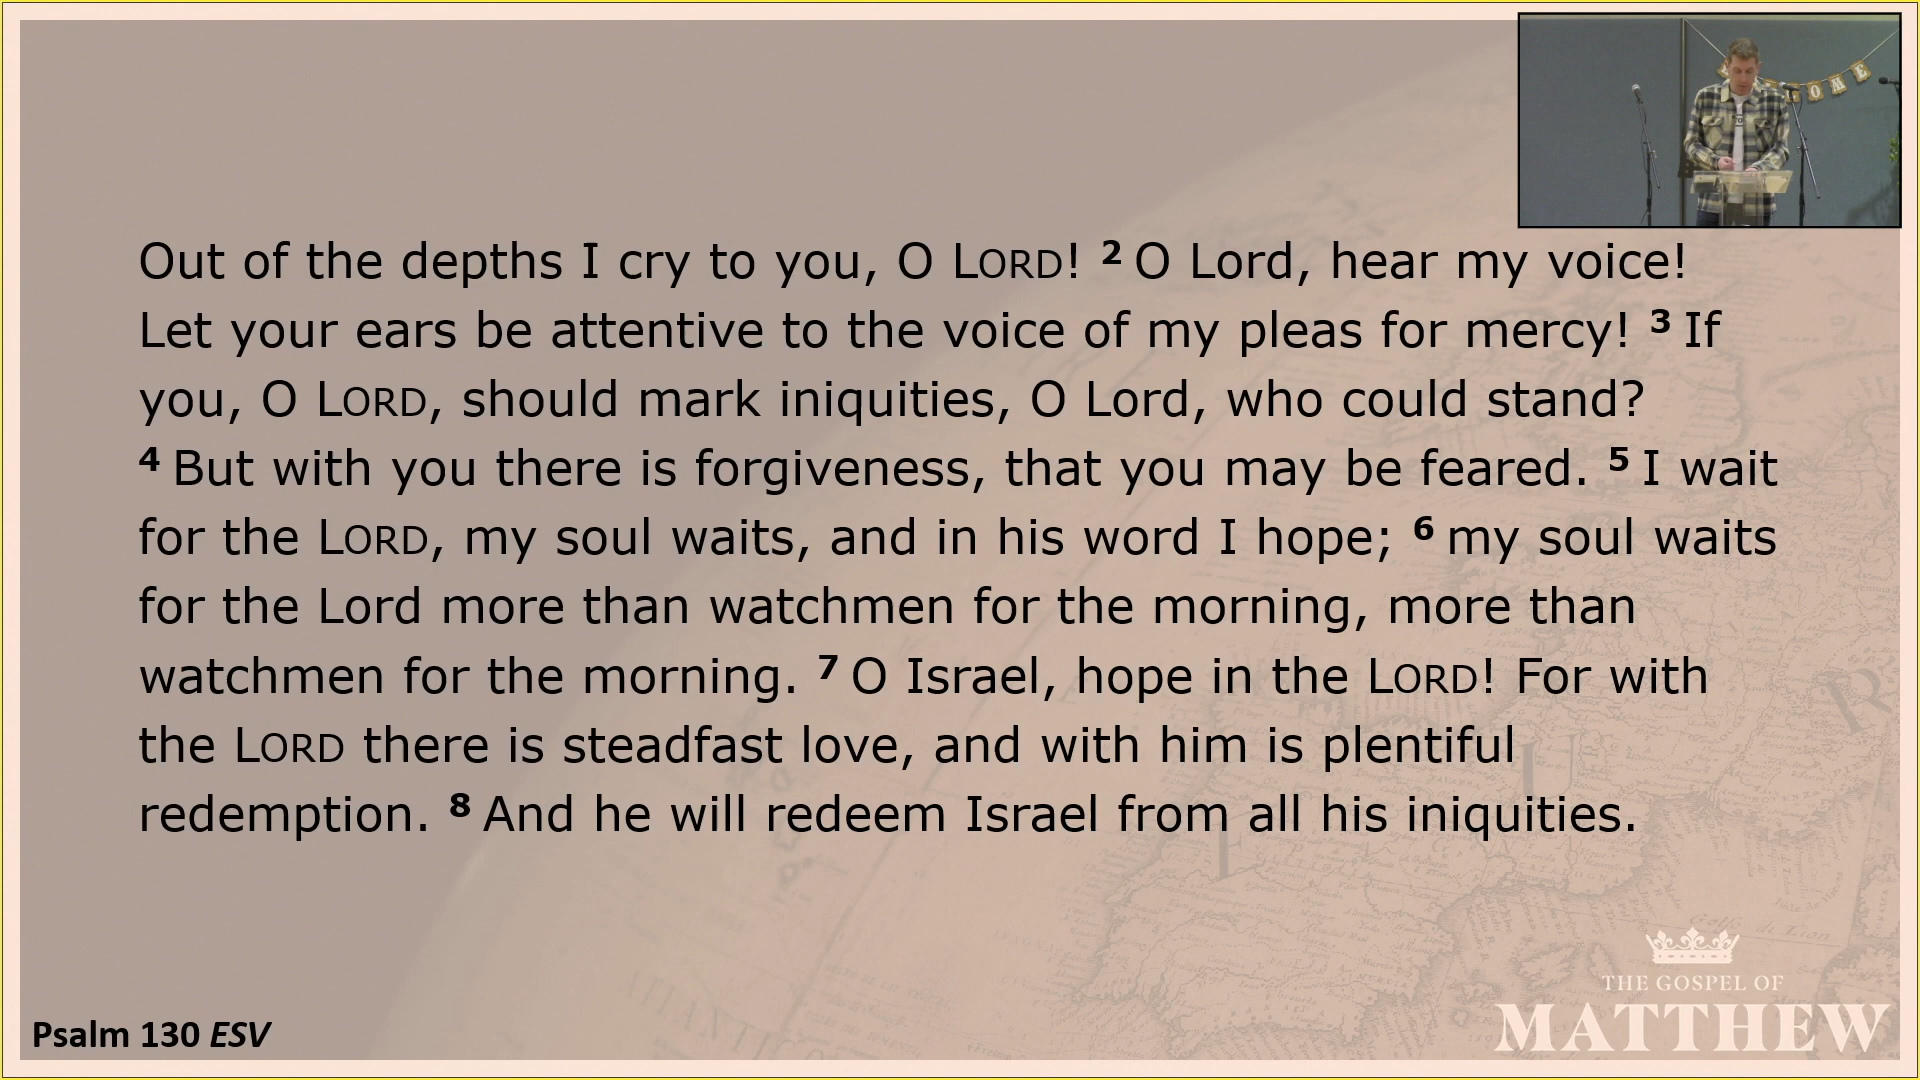 OME
Out of the depths I cry to you, O LORD! 2 O Lord, hear my voice!
Let your ears be attentive to the voice of my pleas for mercy! 3 If
you, O LORD, should mark iniquities, O Lord, who could stand?
4 But with you there is forgiveness, that you may be feared. 5 I wait
for the LORD, my soul waits, and in his word I hope; 6 my soul waits
for the Lord more than watchmen for the morning, more than
watchmen for the morning. 7 O Israel, hope in the LORD! For with
the LORD there is steadfast love, and with him is plentiful
redemption. 8 And he will redeem Israel from all his iniquities.
THE GOSPEL OF
MATTHEW
Psalm 130 ESV